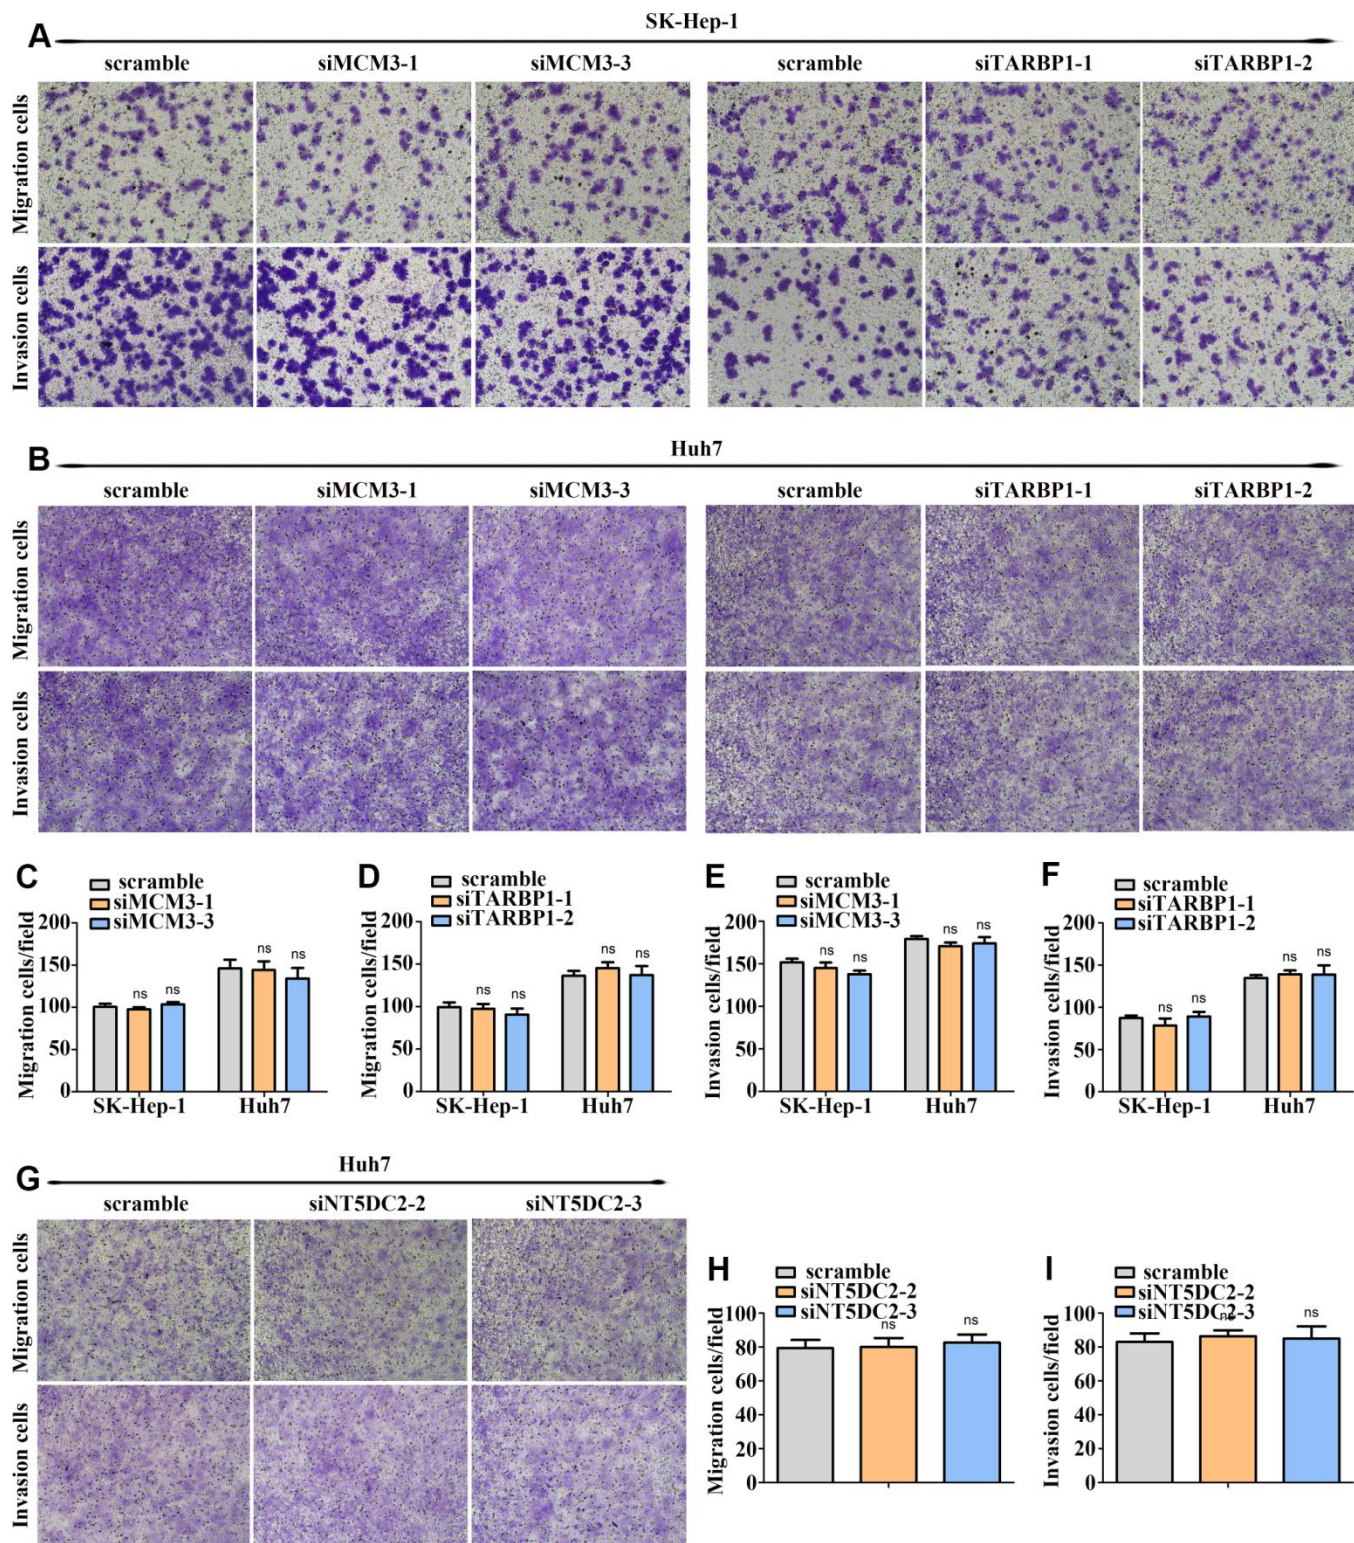 SK-Hep-1
A
scramble siMCM3-1 siMCM3-3 scramble siTARBP1-1 siTARBP1-2
Migration cells
Invasion cells
Huh7
B
scramble siMCM3-1 siMCM3-3 scramble siTARBP1-1 siTARBP1-2
Migration cells
Invasion cells
C
scramble
siMCM3-1
siMCM3-3
Migration cells/field
200
150
100
50
0
ns ns ns ns
SK-Hep-1 Huh7
D
scramble
siTARBP1-1
siTARBP1-2
Migration cells/field
200
150
100
50
0
ns ns ns ns
SK-Hep-1 Huh7
E
scramble
siMCM3-1
siMCM3-3
Invasion cells/field
200
150
100
50
0
ns ns ns ns
SK-Hep-1 Huh7
F
scramble
siTARBP1-1
siTARBP1-2
Invasion cells/field
200
150
100
50
0
ns ns ns ns
SK-Hep-1 Huh7
G
Huh7
scramble siNT5DC2-2 siNT5DC2-3
Migration cells
Invasion cells
H
scramble
siNT5DC2-2
siNT5DC2-3
Migration cells/field
100
80
60
40
20
0
ns ns
I
scramble
siNT5DC2-2
siNT5DC2-3
Invasion cells/field
100
80
60
40
20
0
ns ns